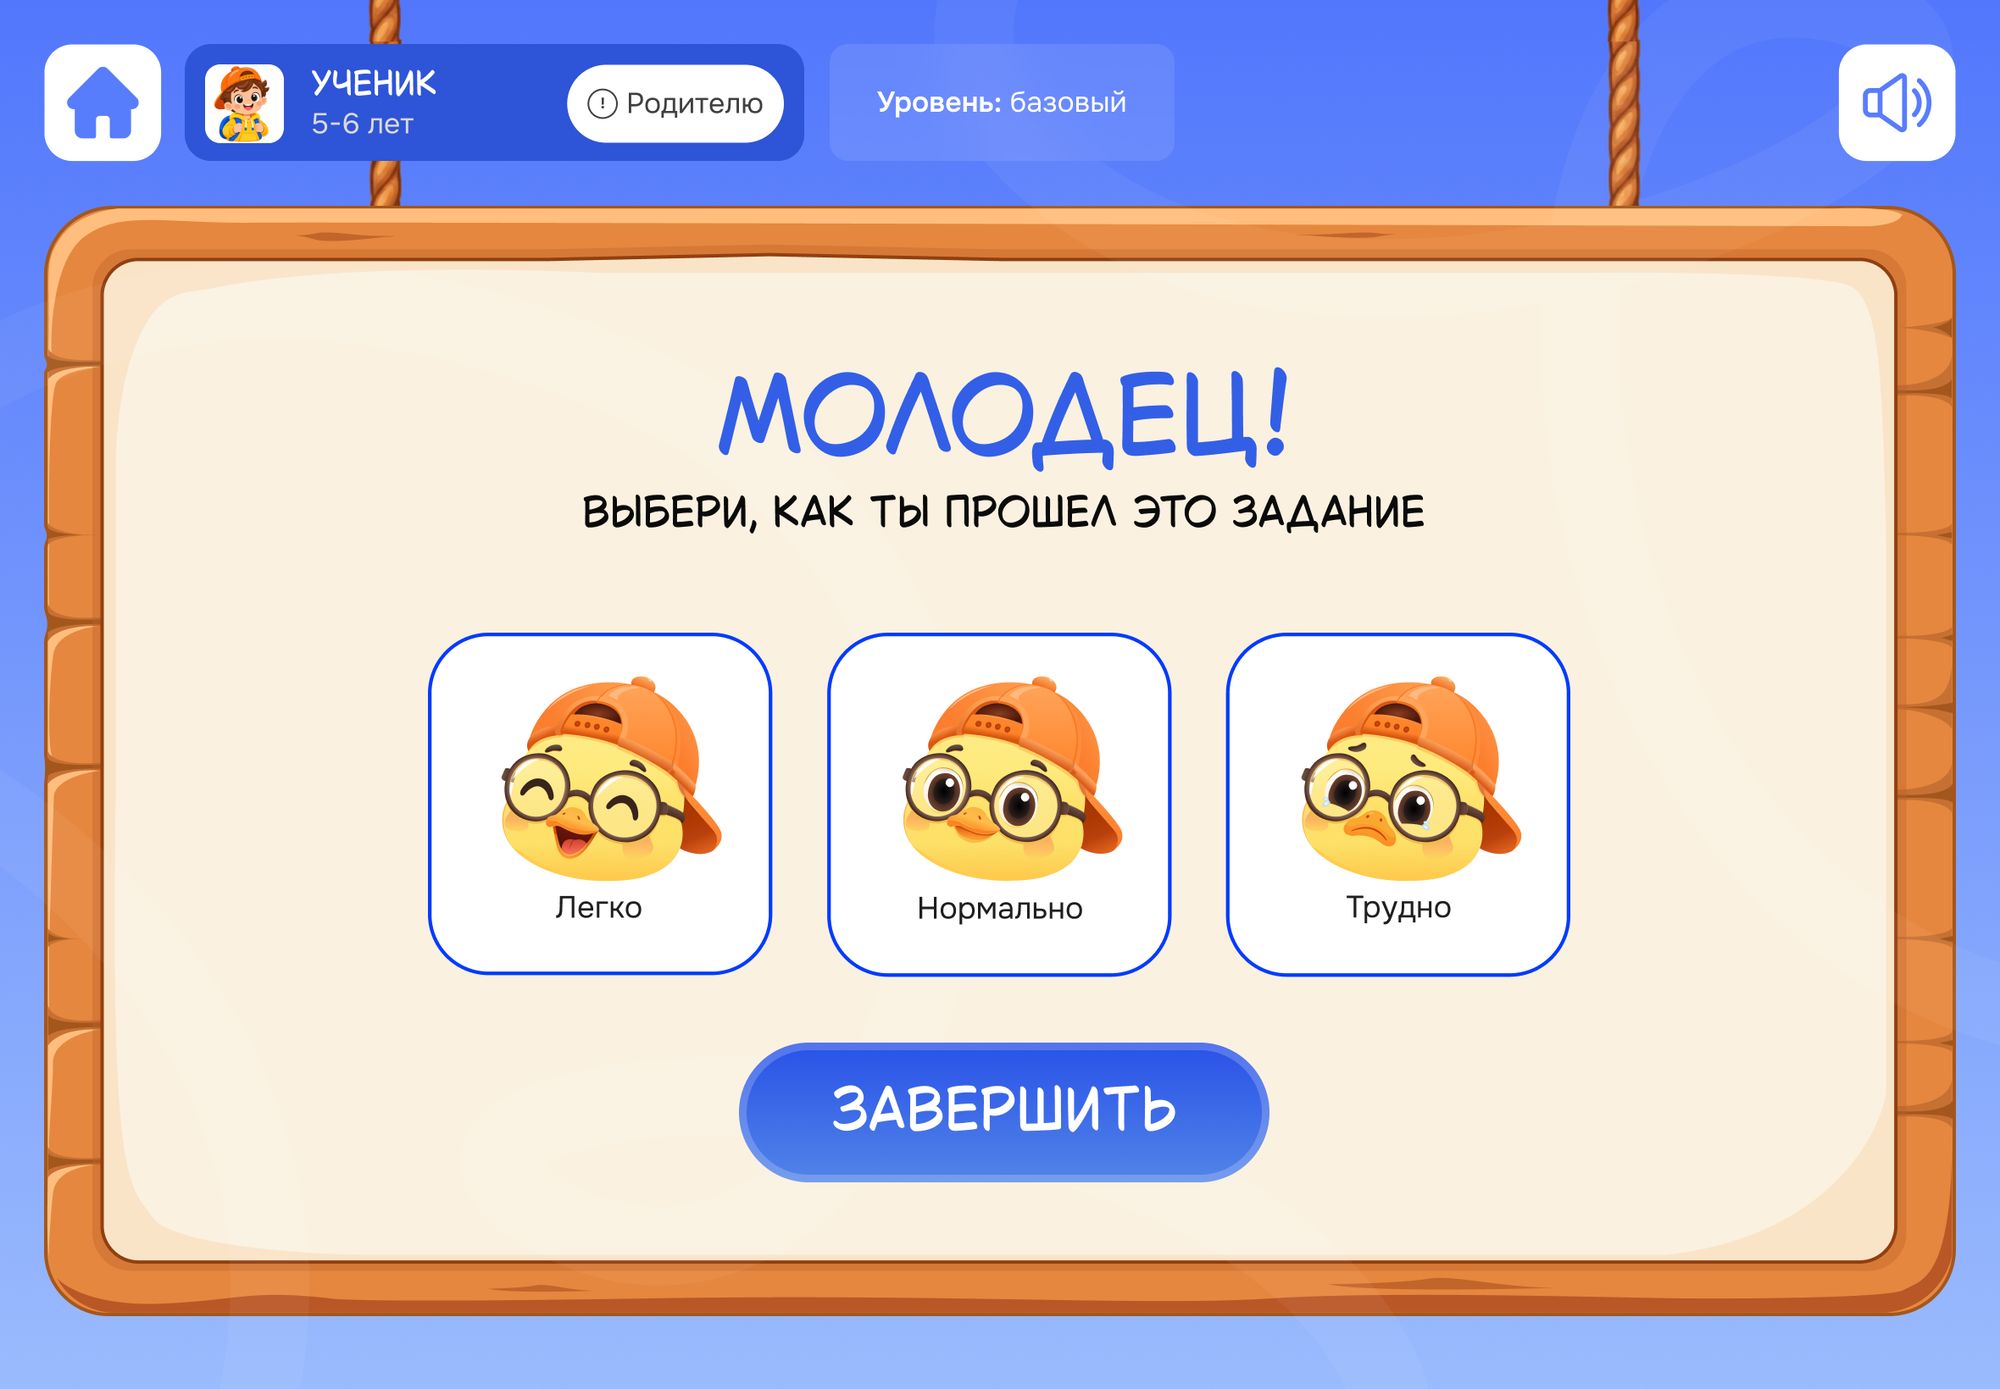 УЧЕНИК
5-6 лет
Родителю
Уровень: базовый
МОЛОДЕЦ!
ВЫБЕРИ, КАК ТЫ ПРОШЕЛ ЭТО ЗАДАНИЕ
Легко
Нормально
Трудно
ЗАВЕРШИТЬ